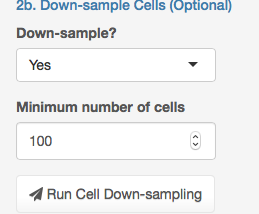 2b. Down-sample Cells (Optional)
Down-sample?
Yes
Minimum number of cells
100
Run Cell Down-sampling